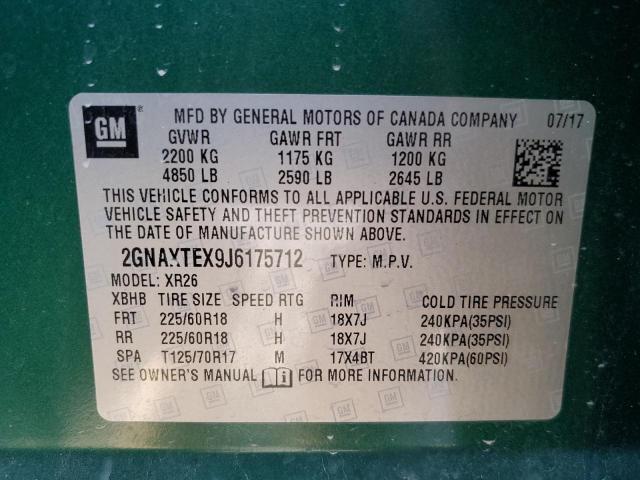 GM
MFD BY GENERAL MOTORS OF CANADA COMPANY 07/17
GVWR GAWR FRT GAWR RR
2200 KG 1175 KG 1200 KG
4850 LB 2590 LB 2645 LB
THIS VEHICLE CONFORMS TO ALL APPLICABLE U.S. FEDERAL MOTOR
VEHICLE SAFETY AND THEFT PREVENTION STANDARDS IN EFFECT ON
THE DATE OF MANUFACTURE SHOWN ABOVE.
2GNAXTEX9J6175712 TYPE: M.P.V.
MODEL: XR26
XBHB TIRE SIZE SPEED RTG RIM COLD TIRE PRESSURE
FRT 225/60R18 H 18X7J 240KPA(35PSI)
RR 225/60R18 H 18X7J 240KPA(35PSI)
SPA T125/70R17 M 17X4BT 420KPA(60PSI)
SEE OWNER'S MANUAL FOR MORE INFORMATION.